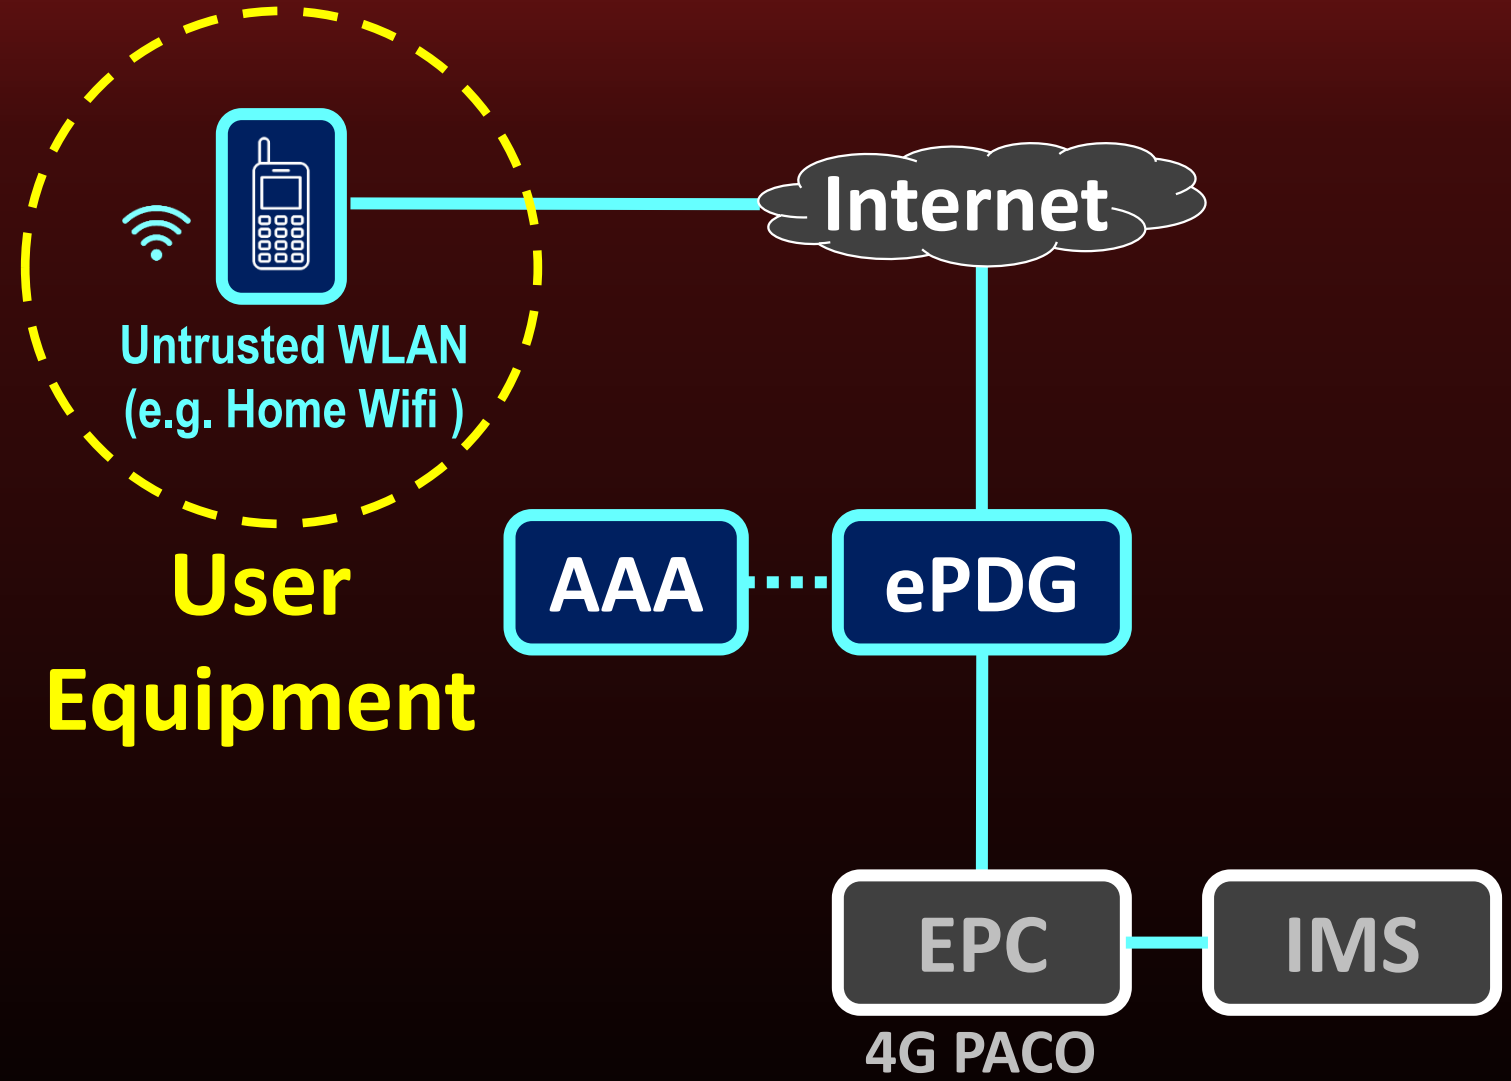 Internet
Untrusted WLAN
(e.g. Home Wifi )
User
Equipment
AAA
ePDG
EPC
IMS
4G PACO